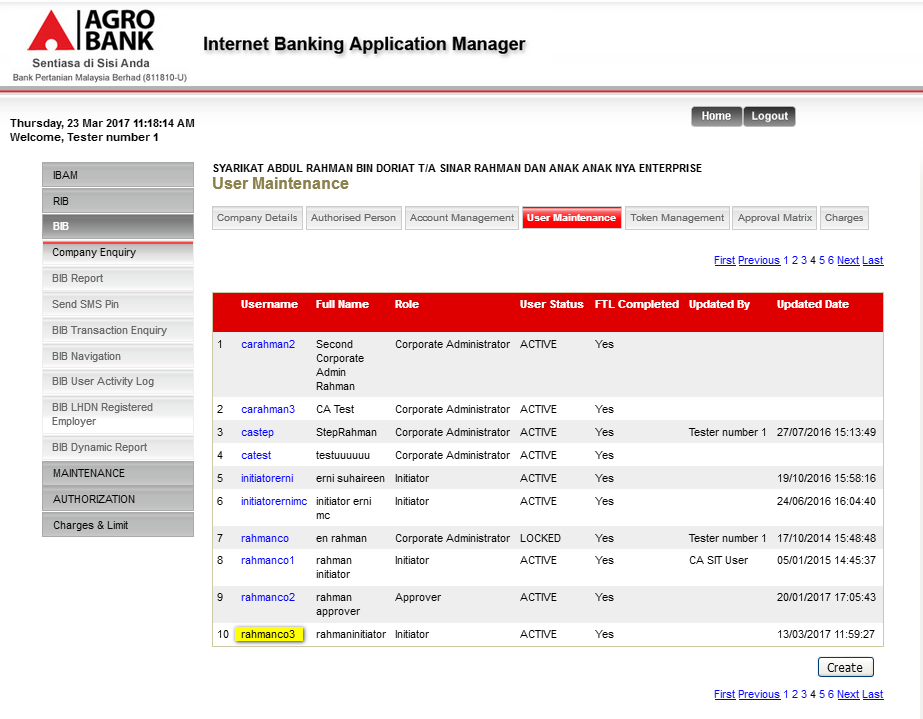 AGRO
BANK
Sentiasa di Sisi Anda
Bank Pertanian Malaysia Berhad (811810-U)
Internet Banking Application Manager
Thursday, 23 Mar 2017 11:18:14 AM
Welcome, Tester number 1
Home Logout
IBAM
RIB
BIB
Company Enquiry
BIB Report
Send SMS Pin
BIB Transaction Enquiry
BIB Navigation
BIB User Activity Log
BIB LHDN Registered
Employer
BIB Dynamic Report
MAINTENANCE
AUTHORIZATION
Charges & Limit
SYARIKAT ABDUL RAHMAN BIN DORIAT T/A SINAR RAHMAN DAN ANAK ANAK NYA ENTERPRISE
User Maintenance
Company Details Authorised Person Account Management User Maintenance Token Management Approval Matrix Charges
First Previous 1 2 3 4 5 6 Next Last
Username Full Name Role User Status FTL Completed Updated By Updated Date
1 carahman2 Second Corporate Administrator ACTIVE Yes
Corporate
Admin
Rahman
2 carahman3 CA Test Corporate Administrator ACTIVE Yes
3 castep StepRahman Corporate Administrator ACTIVE Yes Tester number 1 27/07/2016 15:13:49
4 catest testuuuuuu Corporate Administrator ACTIVE Yes
5 initiatorerni erni suhaireen Initiator ACTIVE Yes 19/10/2016 15:58:16
6 initiatorernimc initiator erni Initiator ACTIVE Yes 24/06/2016 16:04:40
mc
7 rahmanco en rahman Corporate Administrator LOCKED Yes Tester number 1 17/10/2014 15:48:48
8 rahmanco1 rahman Initiator ACTIVE Yes CA SIT User 05/01/2015 14:45:37
initiator
9 rahmanco2 rahman Approver ACTIVE Yes 20/01/2017 17:05:43
approver
10 rahmanco3 rahmaninitiator Initiator ACTIVE Yes 13/03/2017 11:59:27
Create
First Previous 1 2 3 4 5 6 Next Last